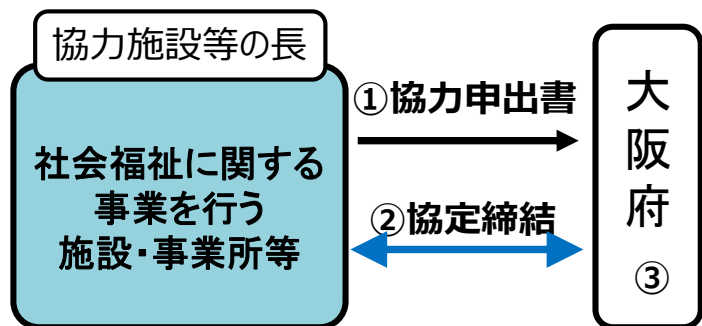 協力施設等の長
社会福祉に関する
事業を行う
施設・事業所等
①協力申出書
②協定締結
大阪府
③